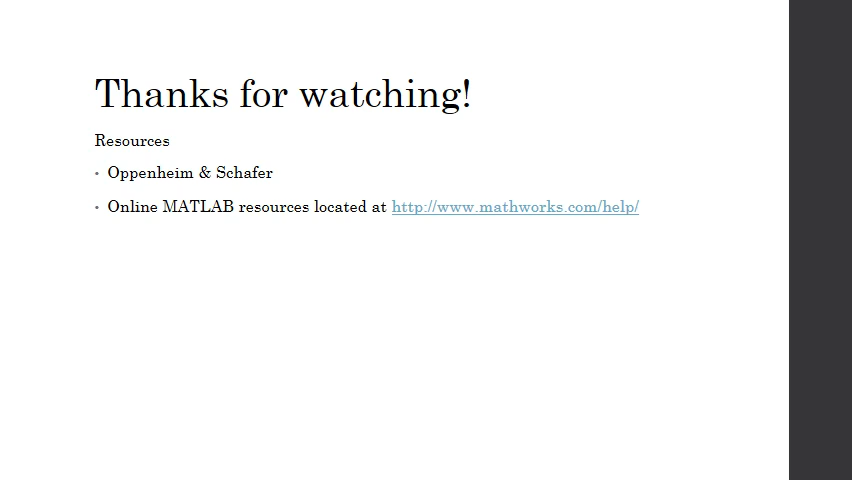 Thanks for watching!
Resources
• Oppenheim & Schafer
• Online MATLAB resources located at http://www.mathworks.com/help/